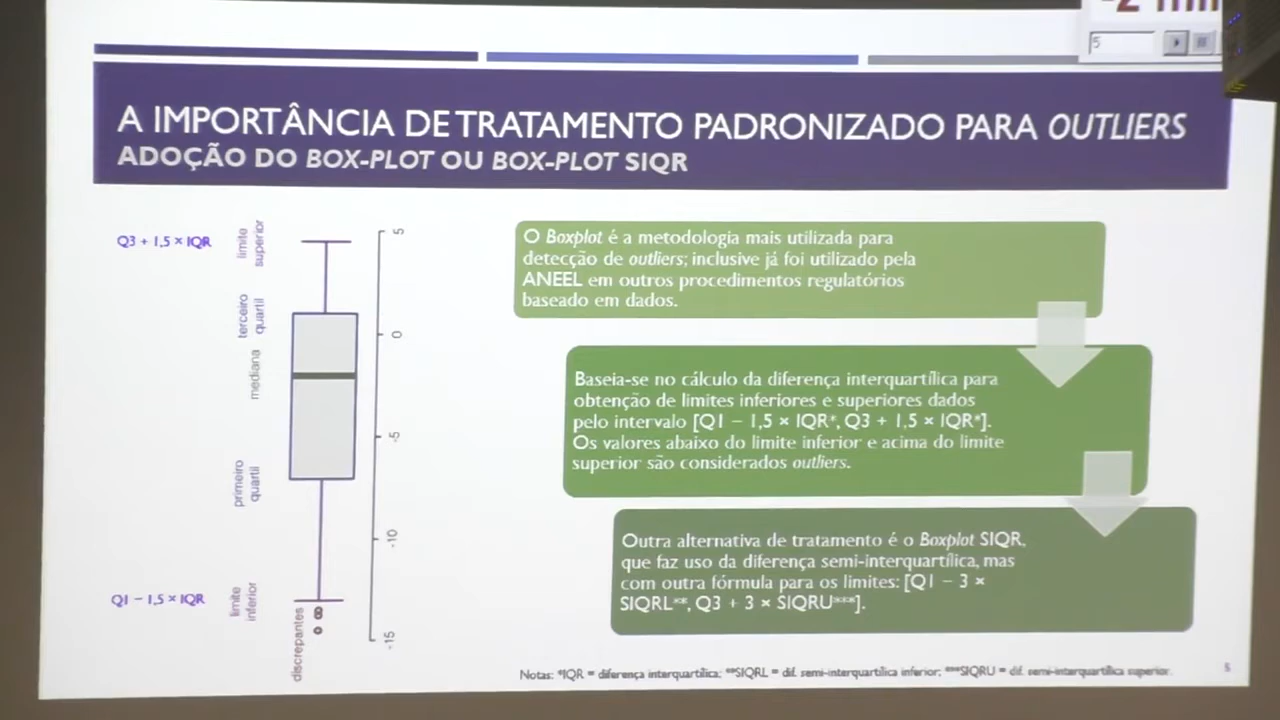 5
A IMPORTÂNCIA DE TRATAMENTO PADRONIZADO PARA OUTLIERS
ADOÇÃO DO BOX-PLOT OU BOX-PLOT SIQR
Q3 + 1,5 × IQR
limite
superior
terceiro
quartil
mediana
primeiro
quartil
Q1 − 1,5 × IQR
limite
inferior
discrepantes
5
0
-5
-10
-15
O Boxplot é a metodologia mais utilizada para
detecção de outliers; inclusive já foi utilizado pela
ANEEL em outros procedimentos regulatórios
baseado em dados.
Baseia-se no cálculo da diferença interquartílica para
obtenção de limites inferiores e superiores dados
pelo intervalo [Q1 − 1,5 × IQR*, Q3 + 1,5 × IQR*].
Os valores abaixo do limite inferior e acima do limite
superior são considerados outliers.
Outra alternativa de tratamento é o Boxplot SIQR,
que faz uso da diferença semi-interquartílica, mas
com outra fórmula para os limites: [Q1 − 3 ×
SIQRL**, Q3 + 3 × SIQRU***].
Notas: *IQR = diferença interquartílica; **SIQRL = dif. semi-interquartílica inferior; ***SIQRU = dif. semi-interquartílica superior.
5